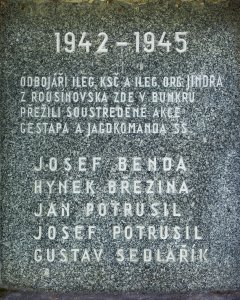 1942-1945
ODBOJÁŘI ILEG. KSČ A ILEG. ORG. JINDRA
Z ROUSÍNOVSKA ZDE V BUNKRU
PŘEŽILI SOUSTŘEDĚNÉ AKCE
GESTAPA A JAGDKOMANDA SS.
JOSEF BENDA
HYNEK BŘEZINA
JAN POTRUSIL
JOSEF POTRUSIL
GUSTAV SEDLAŘÍK